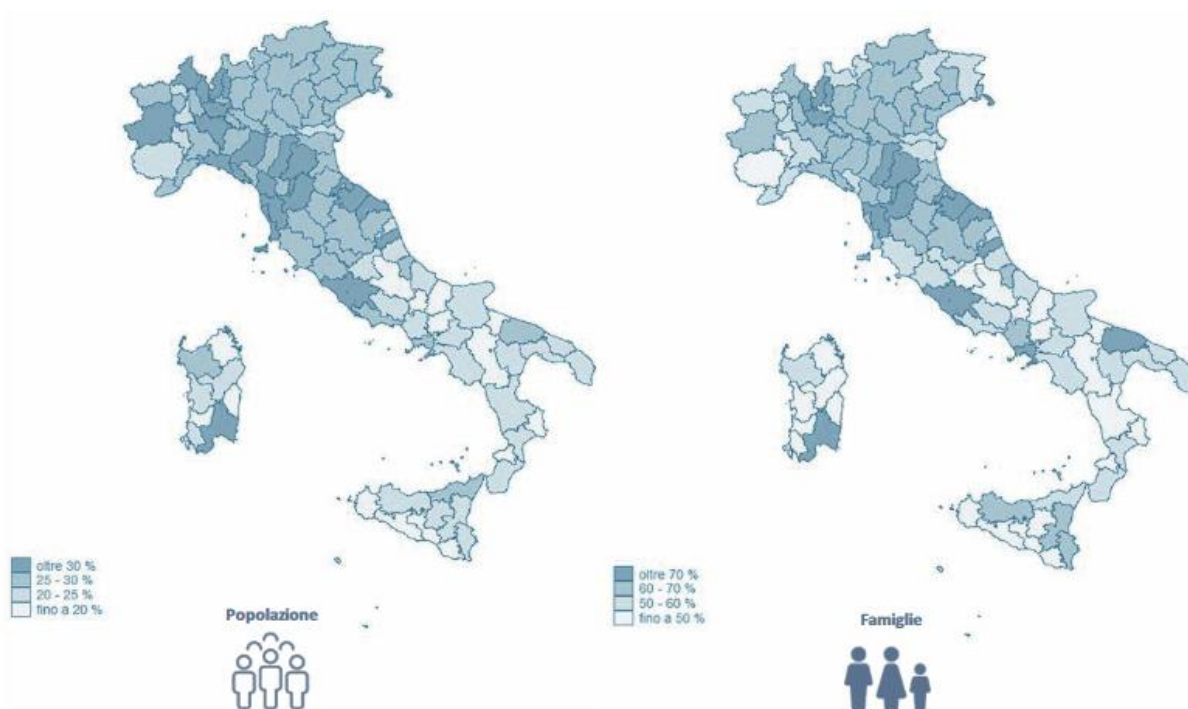 oltre 30 %
25 - 30 %
20 - 25 %
fino a 20 %
Popolazione
oltre 70 %
60 - 70 %
50 - 60 %
fino a 50 %
Famiglie